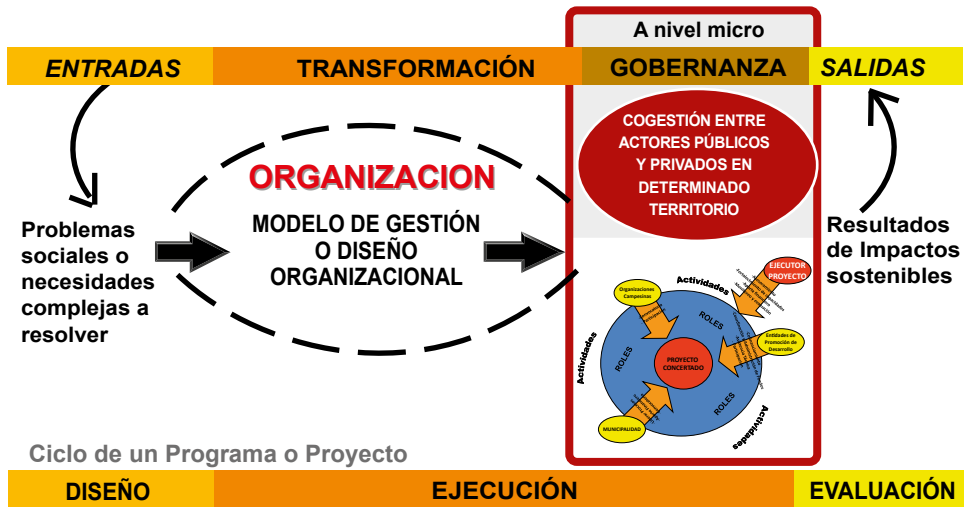 A nivel micro
ENTRADAS
TRANSFORMACIÓN
GOBERNANZA
SALIDAS
COGESTIÓN ENTRE
ACTORES PÚBLICOS
Y PRIVADOS EN
DETERMINADO
TERRITORIO
ORGANIZACION
MODELO DE GESTIÓN
O DISEÑO
ORGANIZACIONAL
Problemas
sociales o
necesidades
complejas a
resolver
Resultados
de Impactos
sostenibles
EJECUTOR
PROYECTO
Actividades
Organizaciones
Campesinas
ROLES
Entidades de
Promoción de
Desarrollo
Actividades
ROLES
PROYECTO
CONCERTADO
ROLES
MUNICIPALIDAD
Actividades
Ciclo de un Programa o Proyecto
DISEÑO
EJECUCIÓN
EVALUACIÓN